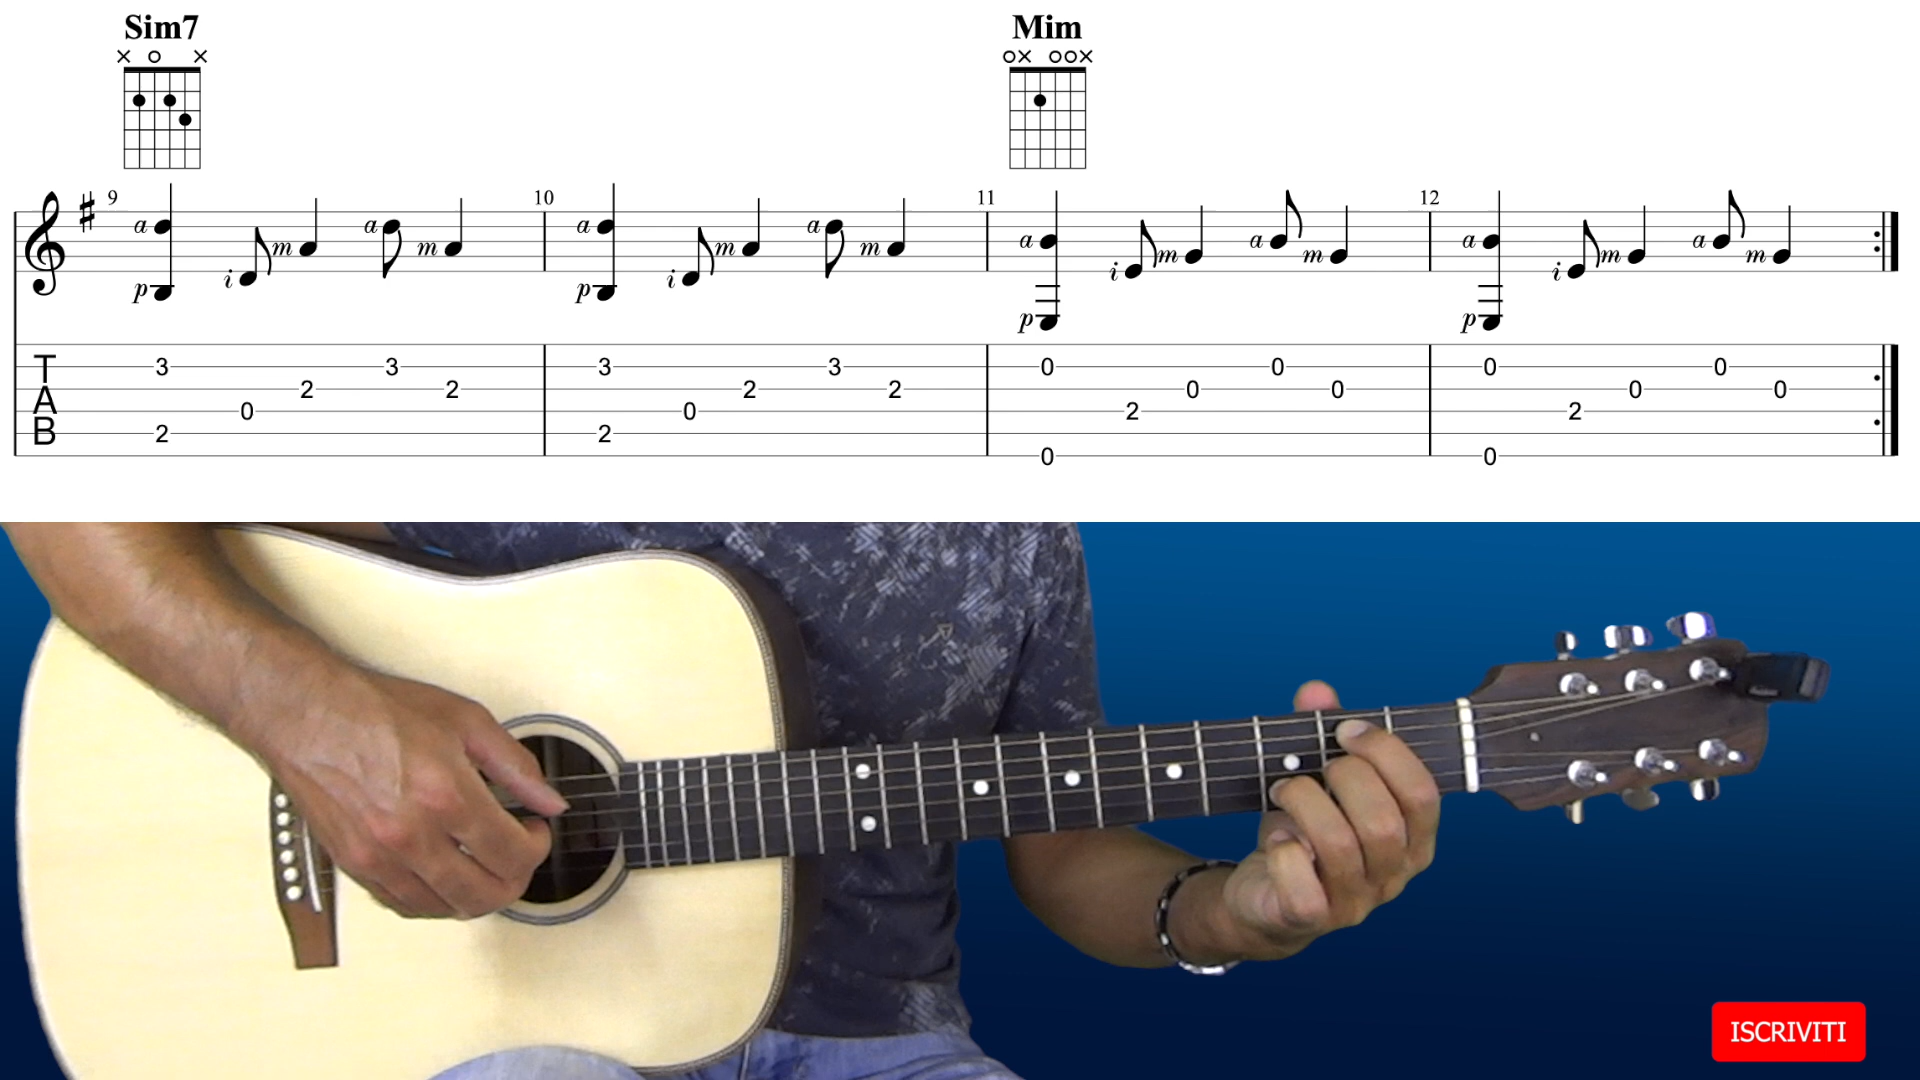 Sim7 Mim
× ○ × ○× ○○×
9 10 11 12
a a a a a a a a
m m m m m m m m
i i i i
p p p p
T 3 3 3 3 0 0 0 0
A 2 2 2 2 0 0 0 0
0 0 2 2
B 2 2
0 0
ISCRIVITI